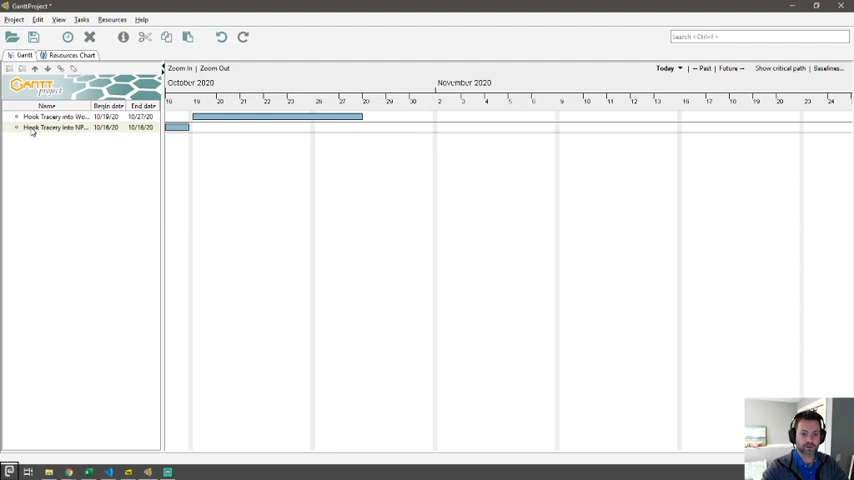 GanttProject *
Project Edit View Tasks Resources Help
Search <Ctrl+F>
Gantt Resources Chart
Zoom In | Zoom Out Today ← Past Future → Show critical path Baselines...
GANTT project
October 2020 November 2020
Name Begin date End date
16 19 20 21 22 23 26 27 29 30 2 3 4 5 6 9 10 11 12 13 16 17 18 19 20 23 24
Hook Tracery into Wo... 10/19/20 10/27/20
Hook Tracery into NP... 10/16/20 10/16/20